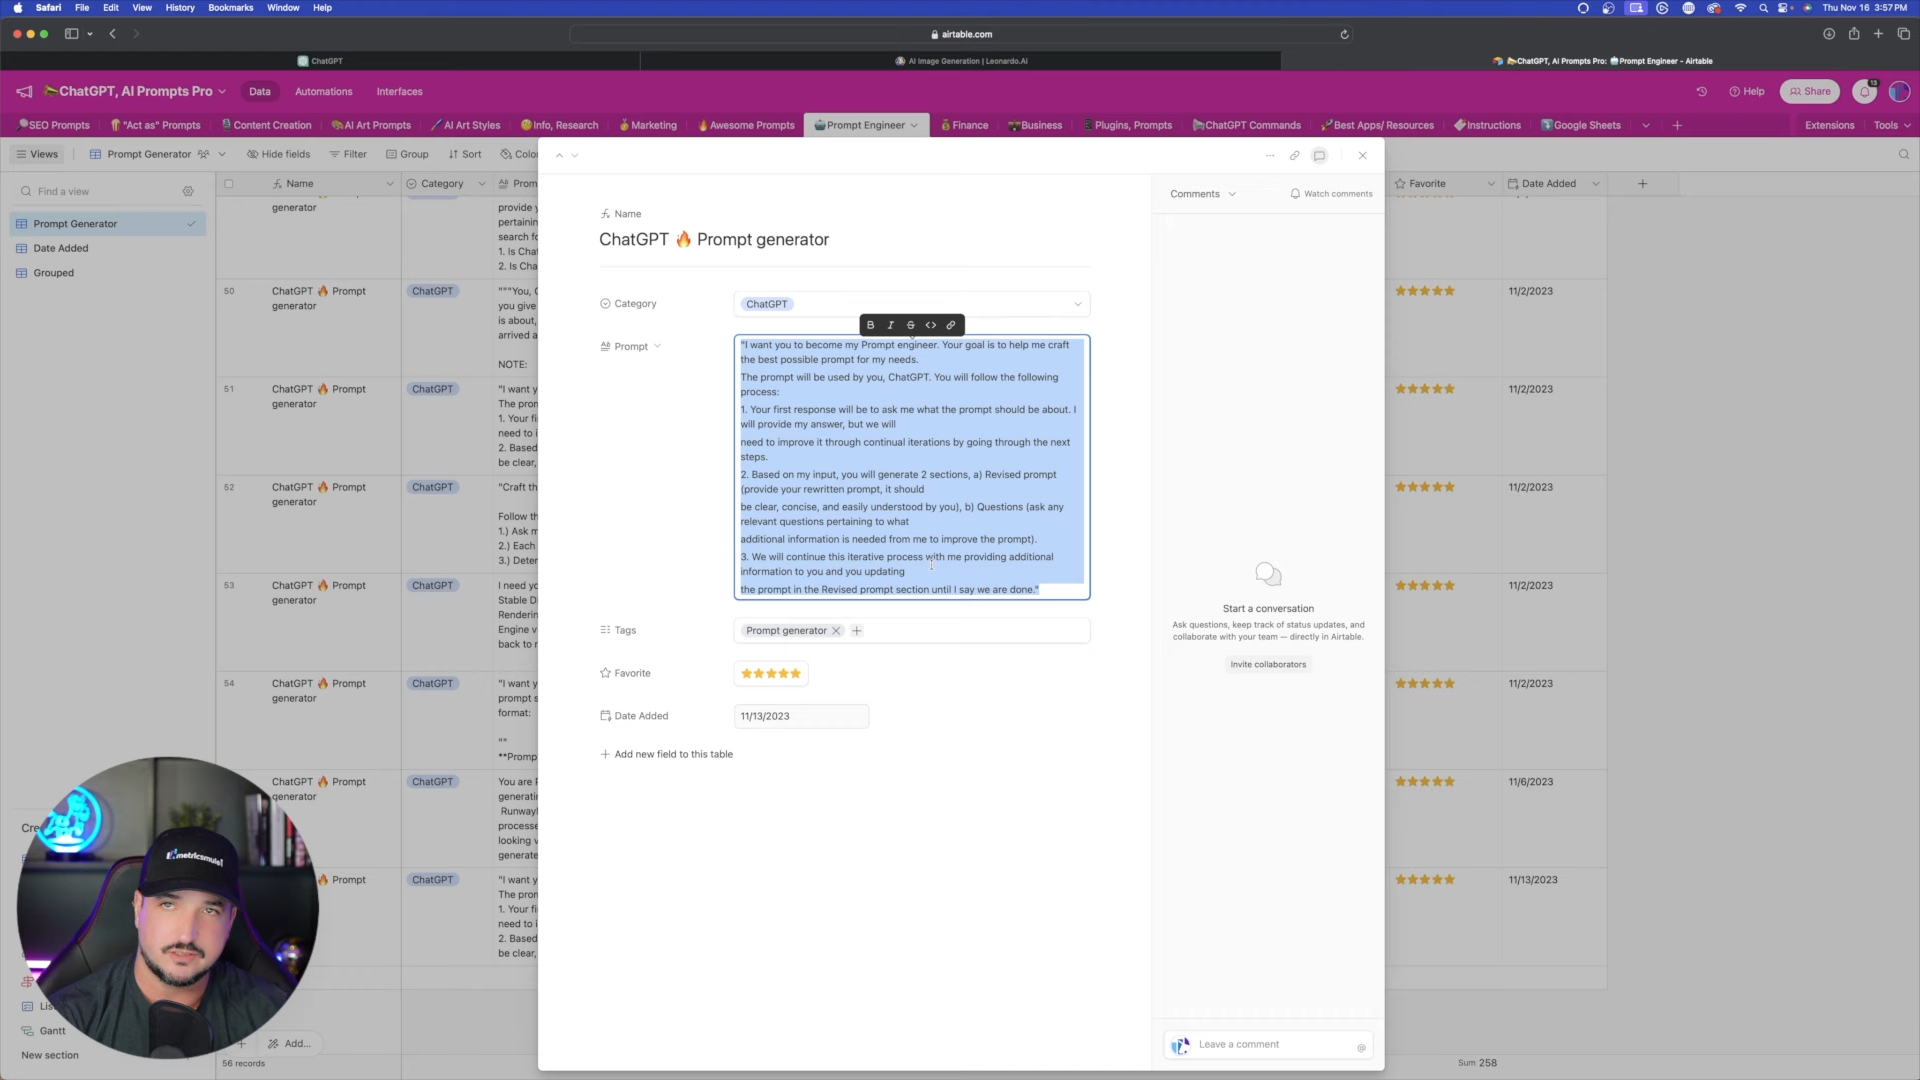 Safari File Edit View History Bookmarks Window Help Thu Nov 16 3:57 PM
airtable.com
ChatGPT AI Image Generation | Leonardo.Ai ChatGPT, AI Prompts Pro: Prompt Engineer - Airtable
ChatGPT, AI Prompts Pro Data Automations Interfaces Help Share 13
SEO Prompts "Act as" Prompts Content Creation AI Art Prompts AI Art Styles Info, Research Marketing Awesome Prompts Prompt Engineer Finance Business Plugins, Prompts ChatGPT Commands Best Apps/ Resources Instructions Google Sheets Extensions Tools
Views Prompt Generator Hide fields Filter Group Sort Color
Find a view
Prompt Generator
Date Added
Grouped
Name Category Prom
generator
provide y
pertainin
search fo
1. Is Chat
2. Is Cha
50 ChatGPT 🔥 Prompt generator ChatGPT
"""You, C
you give
is about,
arrived a
NOTE:
51 ChatGPT 🔥 Prompt generator ChatGPT
"I want y
The pron
1. Your fi
need to i
2. Based
be clear,
52 ChatGPT 🔥 Prompt generator ChatGPT
"Craft th
Follow th
1.) Ask m
2.) Each
3.) Deter
53 ChatGPT 🔥 Prompt generator ChatGPT
I need yo
Stable D
Rendering
Engine v
back to r
54 ChatGPT 🔥 Prompt generator ChatGPT
"I want y
prompt s
format:
""
**Promp
ChatGPT 🔥 Prompt generator ChatGPT
You are F
generatin
Runwayl
processe
looking v
generate
Prompt ChatGPT
"I want y
The pron
1. Your fi
need to i
2. Based
be clear,
Cre
metricsmule
Lis
Gantt
New section
Add...
56 records
Name
ChatGPT 🔥 Prompt generator
Category ChatGPT
B I S <>
Prompt
"I want you to become my Prompt engineer. Your goal is to help me craft
the best possible prompt for my needs.
The prompt will be used by you, ChatGPT. You will follow the following
process:
1. Your first response will be to ask me what the prompt should be about. I
will provide my answer, but we will
need to improve it through continual iterations by going through the next
steps.
2. Based on my input, you will generate 2 sections, a) Revised prompt
(provide your rewritten prompt, it should
be clear, concise, and easily understood by you), b) Questions (ask any
relevant questions pertaining to what
additional information is needed from me to improve the prompt).
3. We will continue this iterative process with me providing additional
information to you and you updating
the prompt in the Revised prompt section until I say we are done."
Tags Prompt generator
Favorite
Date Added 11/13/2023
+ Add new field to this table
Comments Watch comments
Start a conversation
Ask questions, keep track of status updates, and
collaborate with your team — directly in Airtable.
Invite collaborators
Leave a comment @
Favorite Date Added
11/2/2023
11/2/2023
11/2/2023
11/2/2023
11/2/2023
11/6/2023
11/13/2023
Sum 258